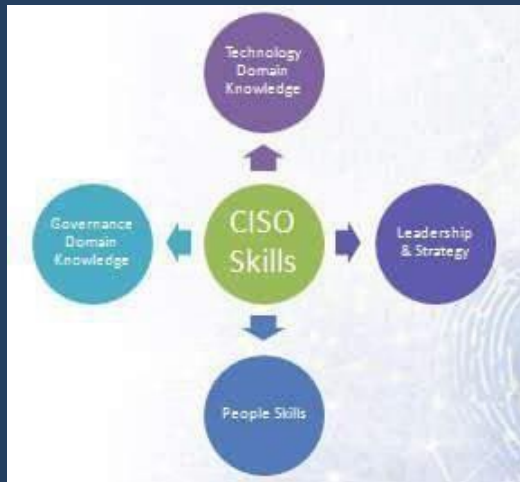 Technology
Domain
Knowledge
Governance
Domain
Knowledge
CISO
Skills
Leadership
& Strategy
People Skills